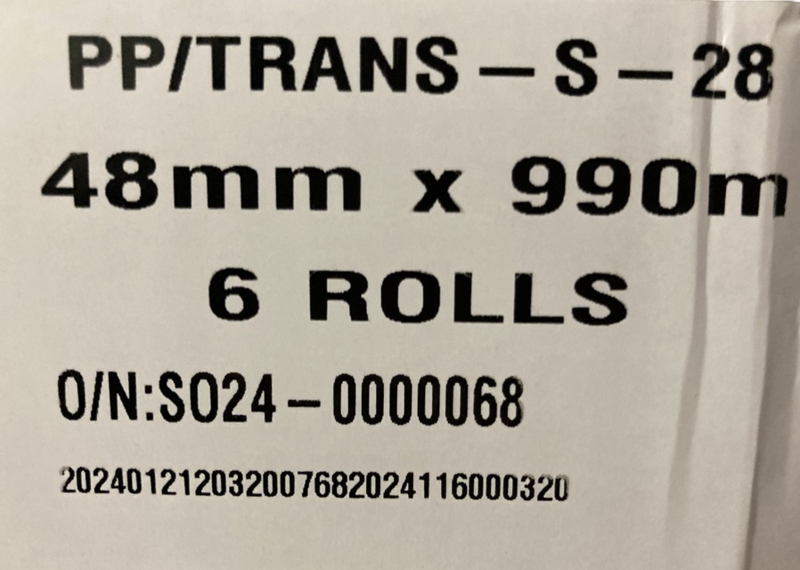 PP/TRANS-S-28
48mm x 990m
6 ROLLS
O/N:SO24-0000068
2024012120320076820241160003​20